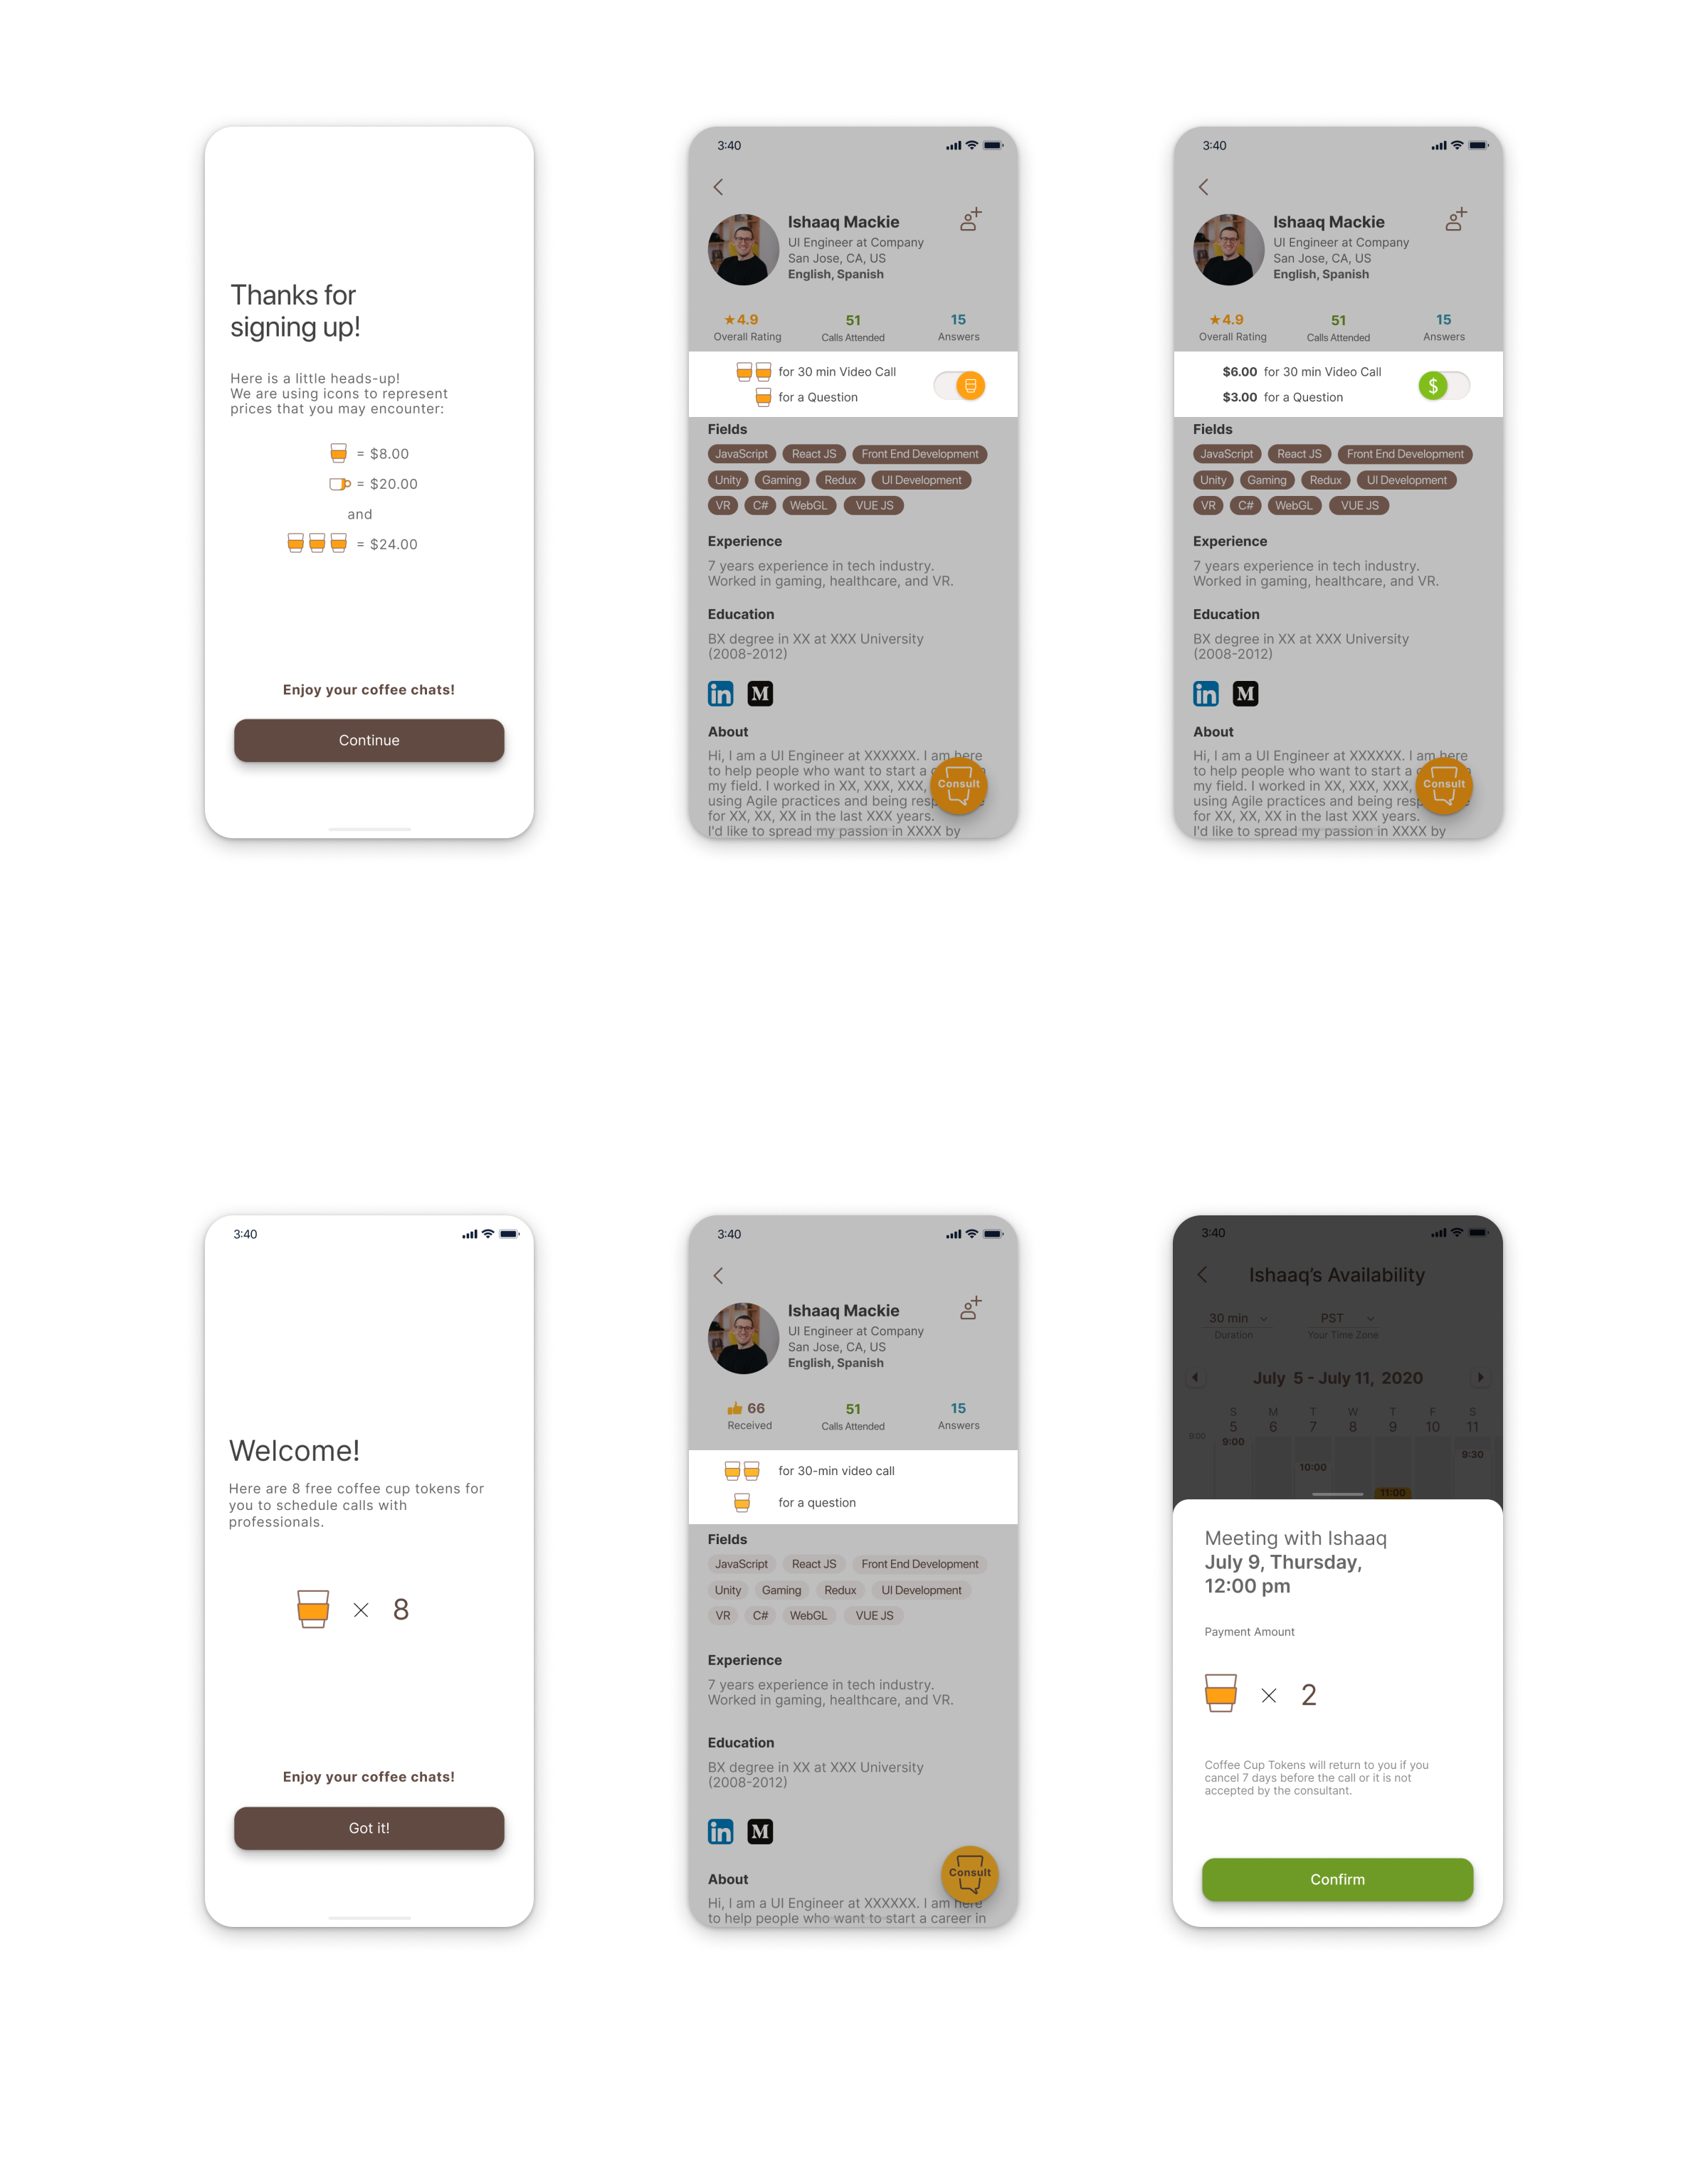 Thanks for
signing up!
Here is a little heads-up!
We are using icons to represent
prices that you may encounter:
= $8.00
= $20.00
and
= $24.00
Enjoy your coffee chats!
Continue
3:40
Ishaaq Mackie
UI Engineer at Company
San Jose, CA, US
English, Spanish
★4.9 51 15
Overall Rating Calls Attended Answers
for 30 min Video Call
for a Question
Fields
JavaScript React JS Front End Development
Unity Gaming Redux UI Development
VR C# WebGL VUE JS
Experience
7 years experience in tech industry.
Worked in gaming, healthcare, and VR.
Education
BX degree in XX at XXX University
(2008-2012)
in M
About
Hi, I am a UI Engineer at XXXXXX. I am here
to help people who want to start a
my field. I worked in XX, XXX, XXX,
Consult
using Agile practices and being
for XX, XX, XX in the last XXX years.
I'd like to spread my passion in XXXX by
3:40
Ishaaq Mackie
UI Engineer at Company
San Jose, CA, US
English, Spanish
★4.9 51 15
Overall Rating Calls Attended Answers
$6.00 for 30 min Video Call
$
$3.00 for a Question
Fields
JavaScript React JS Front End Development
Unity Gaming Redux UI Development
VR C# WebGL VUE JS
Experience
7 years experience in tech industry.
Worked in gaming, healthcare, and VR.
Education
BX degree in XX at XXX University
(2008-2012)
in M
About
Hi, I am a UI Engineer at XXXXXX. I am here
to help people who want to start a
my field. I worked in XX, XXX, XXX,
Consult
using Agile practices and being
for XX, XX, XX in the last XXX years.
I'd like to spread my passion in XXXX by
3:40
Welcome!
Here are 8 free coffee cup tokens for
you to schedule calls with
professionals.
× 8
Enjoy your coffee chats!
Got it!
3:40
Ishaaq Mackie
UI Engineer at Company
San Jose, CA, US
English, Spanish
66 51 15
Received Calls Attended Answers
for 30-min video call
for a question
Fields
JavaScript React JS Front End Development
Unity Gaming Redux UI Development
VR C# WebGL VUE JS
Experience
7 years experience in tech industry.
Worked in gaming, healthcare, and VR.
Education
BX degree in XX at XXX University
(2008-2012)
in M
Consult
About
Hi, I am a UI Engineer at XXXXXX. I am here
to help people who want to start a career in
3:40
Ishaaq's Availability
30 min PST
Duration Your Time Zone
July 5 - July 11, 2020
S M T W T F S
5 6 7 8 9 10 11
9:00 9:00
9:30
10:00
11:00
Meeting with Ishaaq
July 9, Thursday,
12:00 pm
Payment Amount
× 2
Coffee Cup Tokens will return to you if you
cancel 7 days before the call or it is not
accepted by the consultant.
Confirm